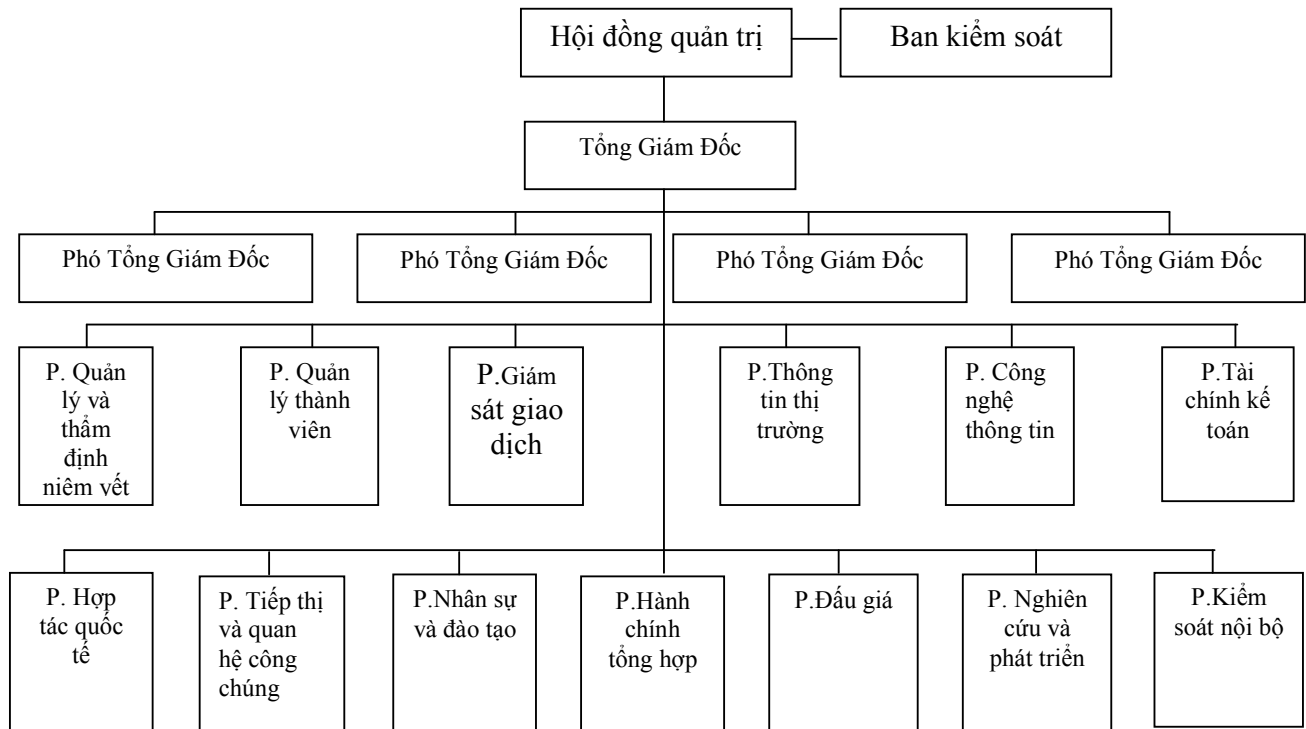 Hội đồng quản trị
Ban kiểm soát
Tổng Giám Đốc
Phó Tổng Giám Đốc
Phó Tổng Giám Đốc
Phó Tổng Giám Đốc
Phó Tổng Giám Đốc
P. Quản
lý và
thẩm
định
niêm vết
P. Quản
lý thành
viên
P.Giám
sát giao
dịch
P.Thông
tin thị
trường
P. Công
nghệ
thông tin
P.Tài
chính kế
toán
P. Hợp
tác quốc
tế
P. Tiếp thị
và quan
hệ công
chúng
P.Nhân sự
và đào tạo
P.Hành
chính
tổng hợp
P.Đấu giá
P. Nghiên
cứu và
phát triển
P.Kiểm
soát nội bộ